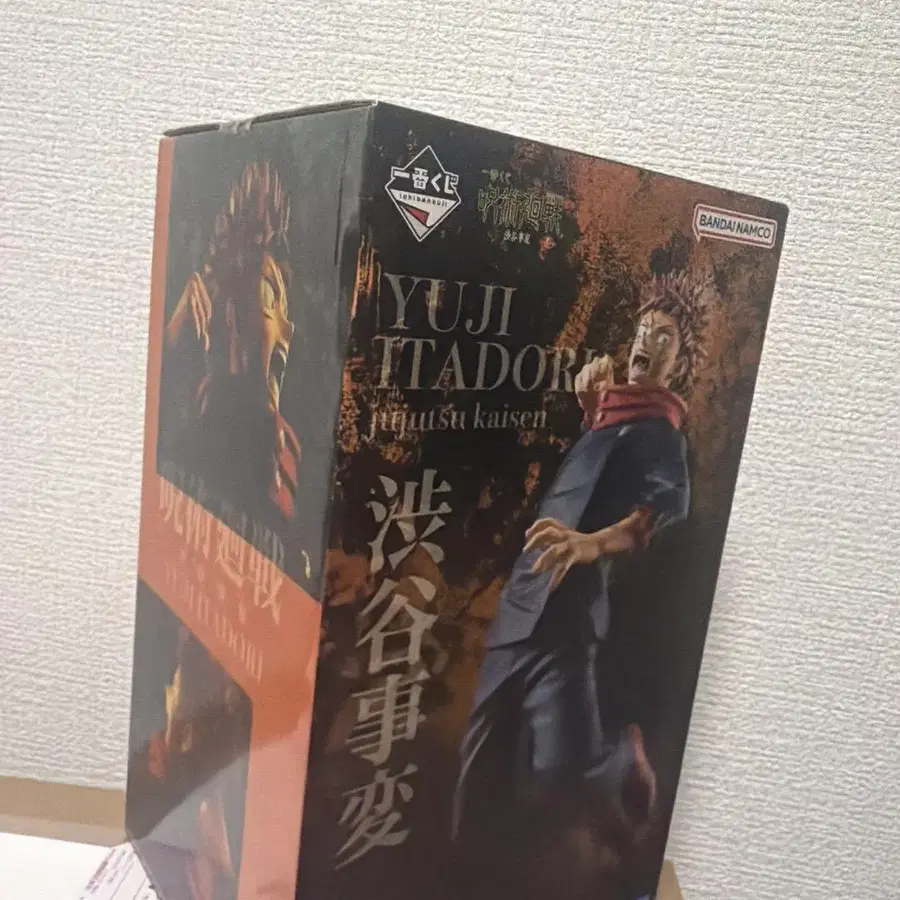 一番くじ
ichibankuji
一番くじ
呪術廻戦
渋谷事変
BANDAI NAMCO
YUJI
ITADORI
jujutsu kaisen
渋谷事変
呪術廻戦